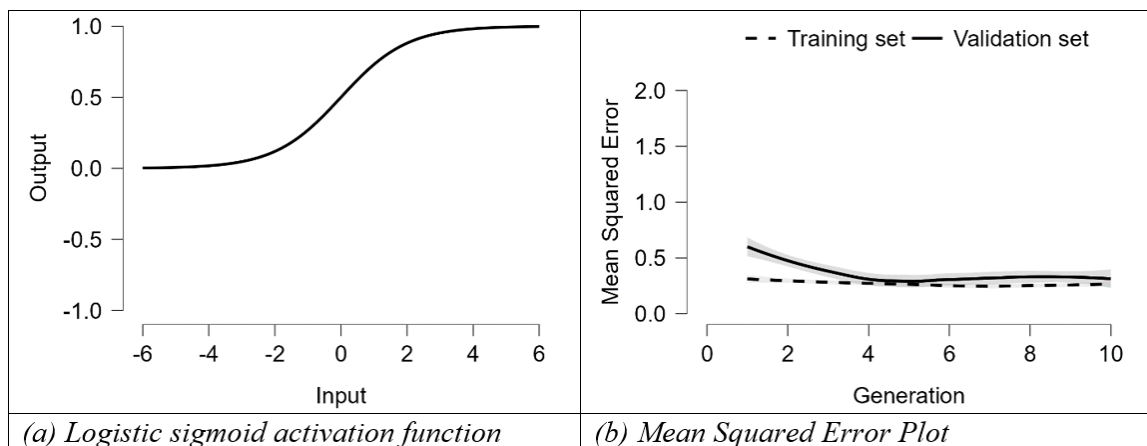 1.0
0.5
0.0
-0.5
-1.0
Output
-6 -4 -2 0 2 4 6
Input
Training set Validation set
2.0
1.5
1.0
0.5
0.0
Mean Squared Error
0 2 4 6 8 10
Generation
(a) Logistic sigmoid activation function
(b) Mean Squared Error Plot